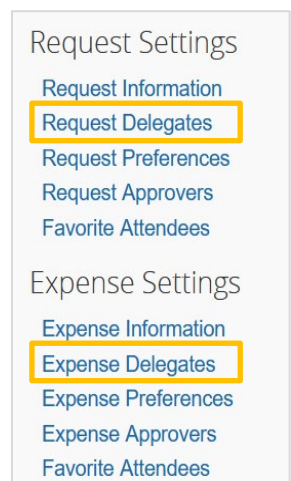 Request Settings
Request Information
Request Delegates
Request Preferences
Request Approvers
Favorite Attendees
Expense Settings
Expense Information
Expense Delegates
Expense Preferences
Expense Approvers
Favorite Attendees